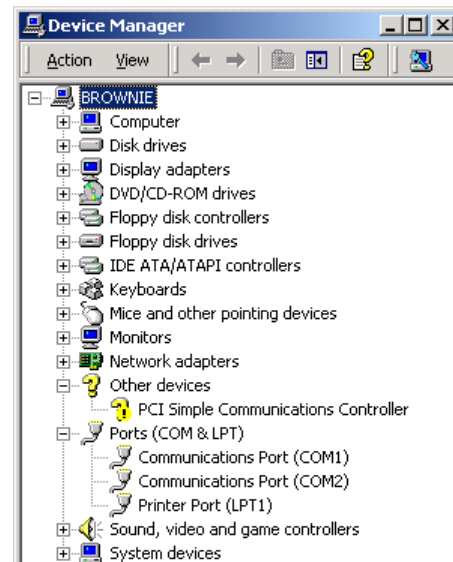 Device Manager
Action View
BROWNIE
Computer
Disk drives
Display adapters
DVD/CD-ROM drives
Floppy disk controllers
Floppy disk drives
IDE ATA/ATAPI controllers
Keyboards
Mice and other pointing devices
Monitors
Network adapters
Other devices
PCI Simple Communications Controller
Ports (COM & LPT)
Communications Port (COM1)
Communications Port (COM2)
Printer Port (LPT1)
Sound, video and game controllers
System devices